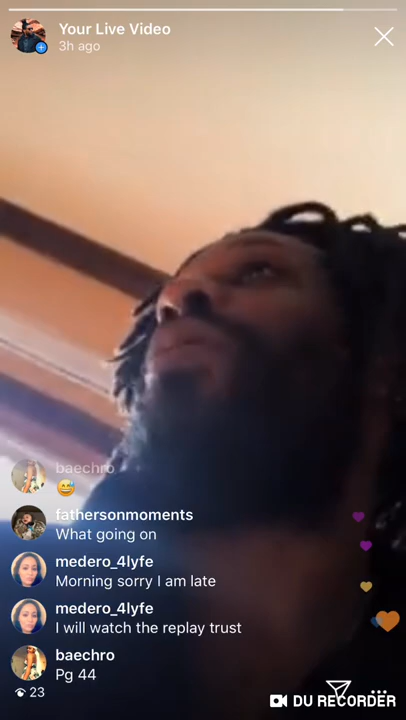 Your Live Video
3h ago
baechro
😅
fathersonmoments
What going on
medero_4lyfe
Morning sorry I am late
medero_4lyfe
I will watch the replay trust
baechro
Pg 44
23
DU RECORDER